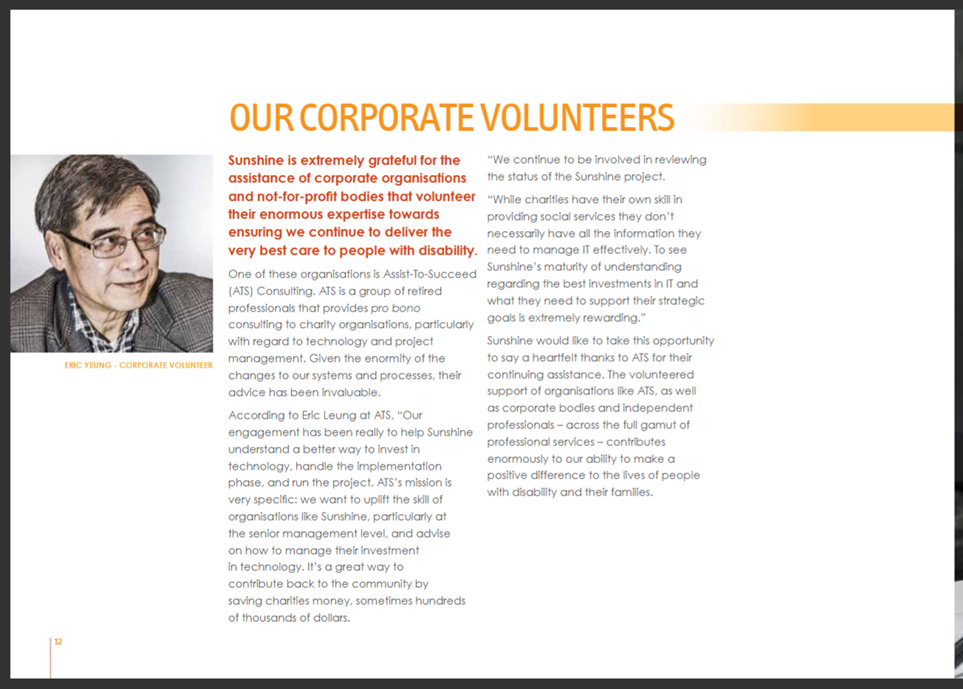 OUR CORPORATE VOLUNTEERS
ERIC YEUNG - CORPORATE VOLUNTEER
Sunshine is extremely grateful for the
assistance of corporate organisations
and not-for-profit bodies that volunteer
their enormous expertise towards
ensuring we continue to deliver the
very best care to people with disability.
One of these organisations is Assist-To-Succeed
(ATS) Consulting. ATS is a group of retired
professionals that provides pro bono
consulting to charity organisations, particularly
with regard to technology and project
management. Given the enormity of the
changes to our systems and processes, their
advice has been invaluable.
According to Eric Leung at ATS, “Our
engagement has been really to help Sunshine
understand a better way to invest in
technology, handle the implementation
phase, and run the project. ATS’s mission is
very specific: we want to uplift the skill of
organisations like Sunshine, particularly at
the senior management level, and advise
on how to manage their investment
in technology. It’s a great way to
contribute back to the community by
saving charities money, sometimes hundreds
of thousands of dollars.
“We continue to be involved in reviewing
the status of the Sunshine project.
“While charities have their own skill in
providing social services they don’t
necessarily have all the information they
need to manage IT effectively. To see
Sunshine’s maturity of understanding
regarding the best investments in IT and
what they need to support their strategic
goals is extremely rewarding.”
Sunshine would like to take this opportunity
to say a heartfelt thanks to ATS for their
continuing assistance. The volunteered
support of organisations like ATS, as well
as corporate bodies and independent
professionals – across the full gamut of
professional services – contributes
enormously to our ability to make a
positive difference to the lives of people
with disability and their families.
12